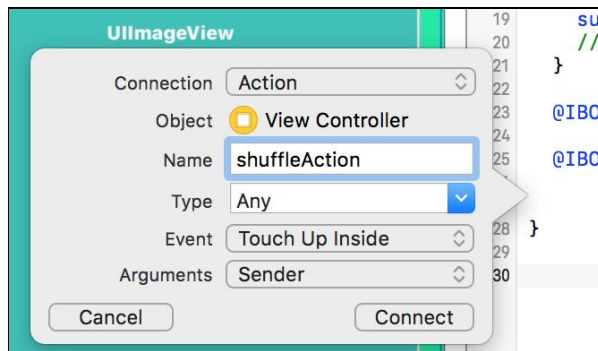 UIImageView
Connection Action
Object View Controller
Name shuffleAction
Type Any
Event Touch Up Inside
Arguments Sender
Cancel Connect
19 su
20 //
21 }
22
23 @IBO
24
25 @IBO
28 }
29
30